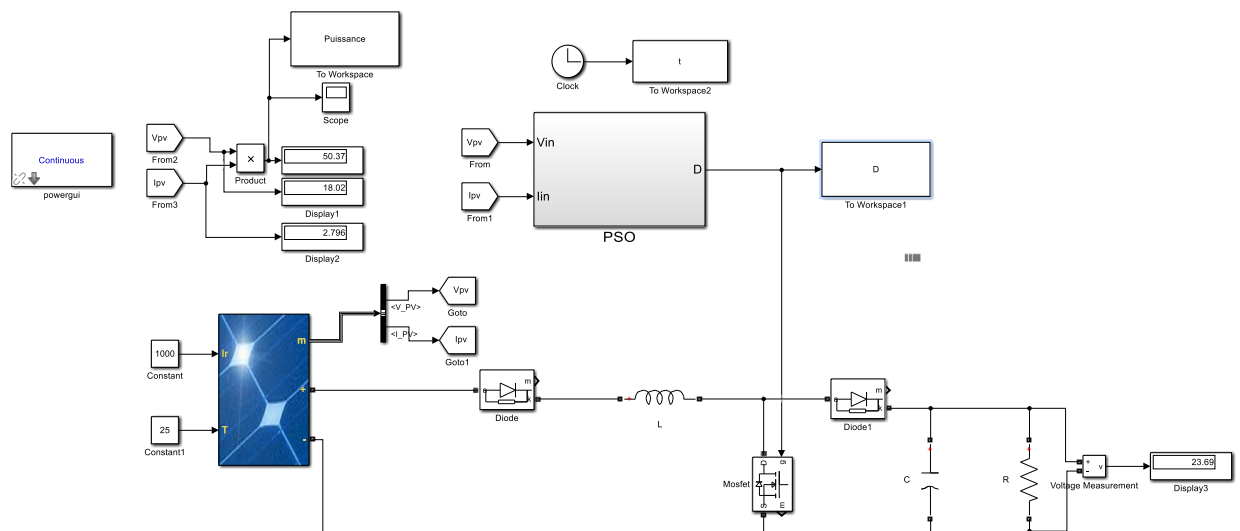 Puissance
To Workspace
Scope
Continuous
powergui
Vpv
From2
Ipv
From3
×
Product
50.37
18.02
Display1
2.796
Display2
Clock
t
To Workspace2
Vpv
From
Ipv
From1
Vin
Iin
D
PSO
D
To Workspace1
<V_PV>
Vpv
Goto
<I_PV>
Ipv
Goto1
1000
Constant
25
Constant1
Ir
T
m
+
-
a
m
k
Diode
+
L
a
m
k
Diode1
Mosfet
D
g
S
m
+
C
+
R
+
-
v
Voltage Measurement
23.69
Display3